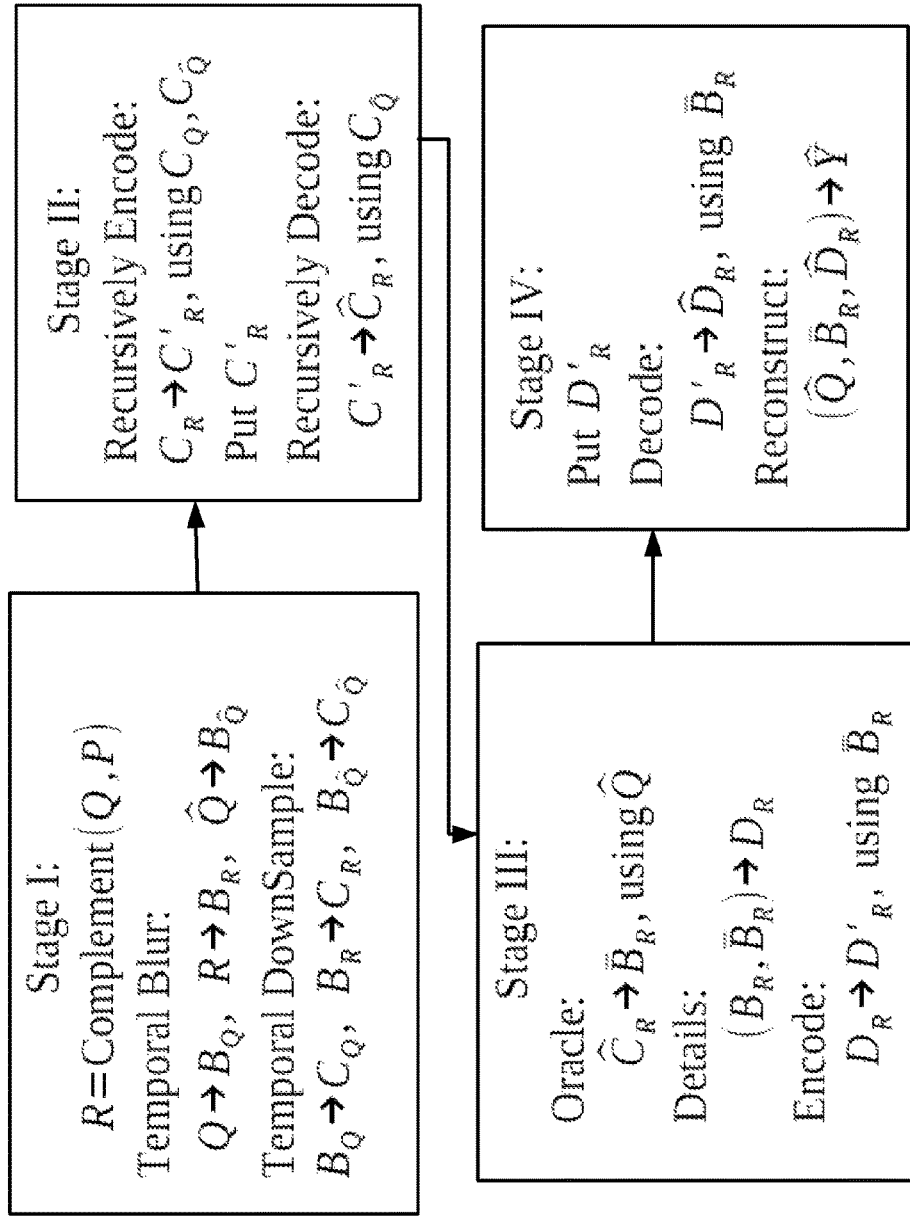 Stage I:
R=Complement(Q,P)
Temporal Blur:
Q→B_Q, R→B_R, Q̂→B_Q̂
Temporal DownSample:
B_Q→C_Q, B_R→C_R, B_Q̂→C_Q̂
Stage II:
Recursively Encode:
C_R→C'_R, using C_Q, C_Q̂
Put C'_R
Recursively Decode:
C'_R→Ĉ_R, using C_Q̂
Stage III:
Oracle:
Ĉ_R→B̿_R, using Q̂
Details:
(B_R, B̿_R)→D_R
Encode:
D_R→D'_R, using B̿_R
Stage IV:
Put D'_R
Decode:
D'_R→D̂_R, using B̿_R
Reconstruct:
(Q̂, B̿_R, D̂_R)→Ŷ